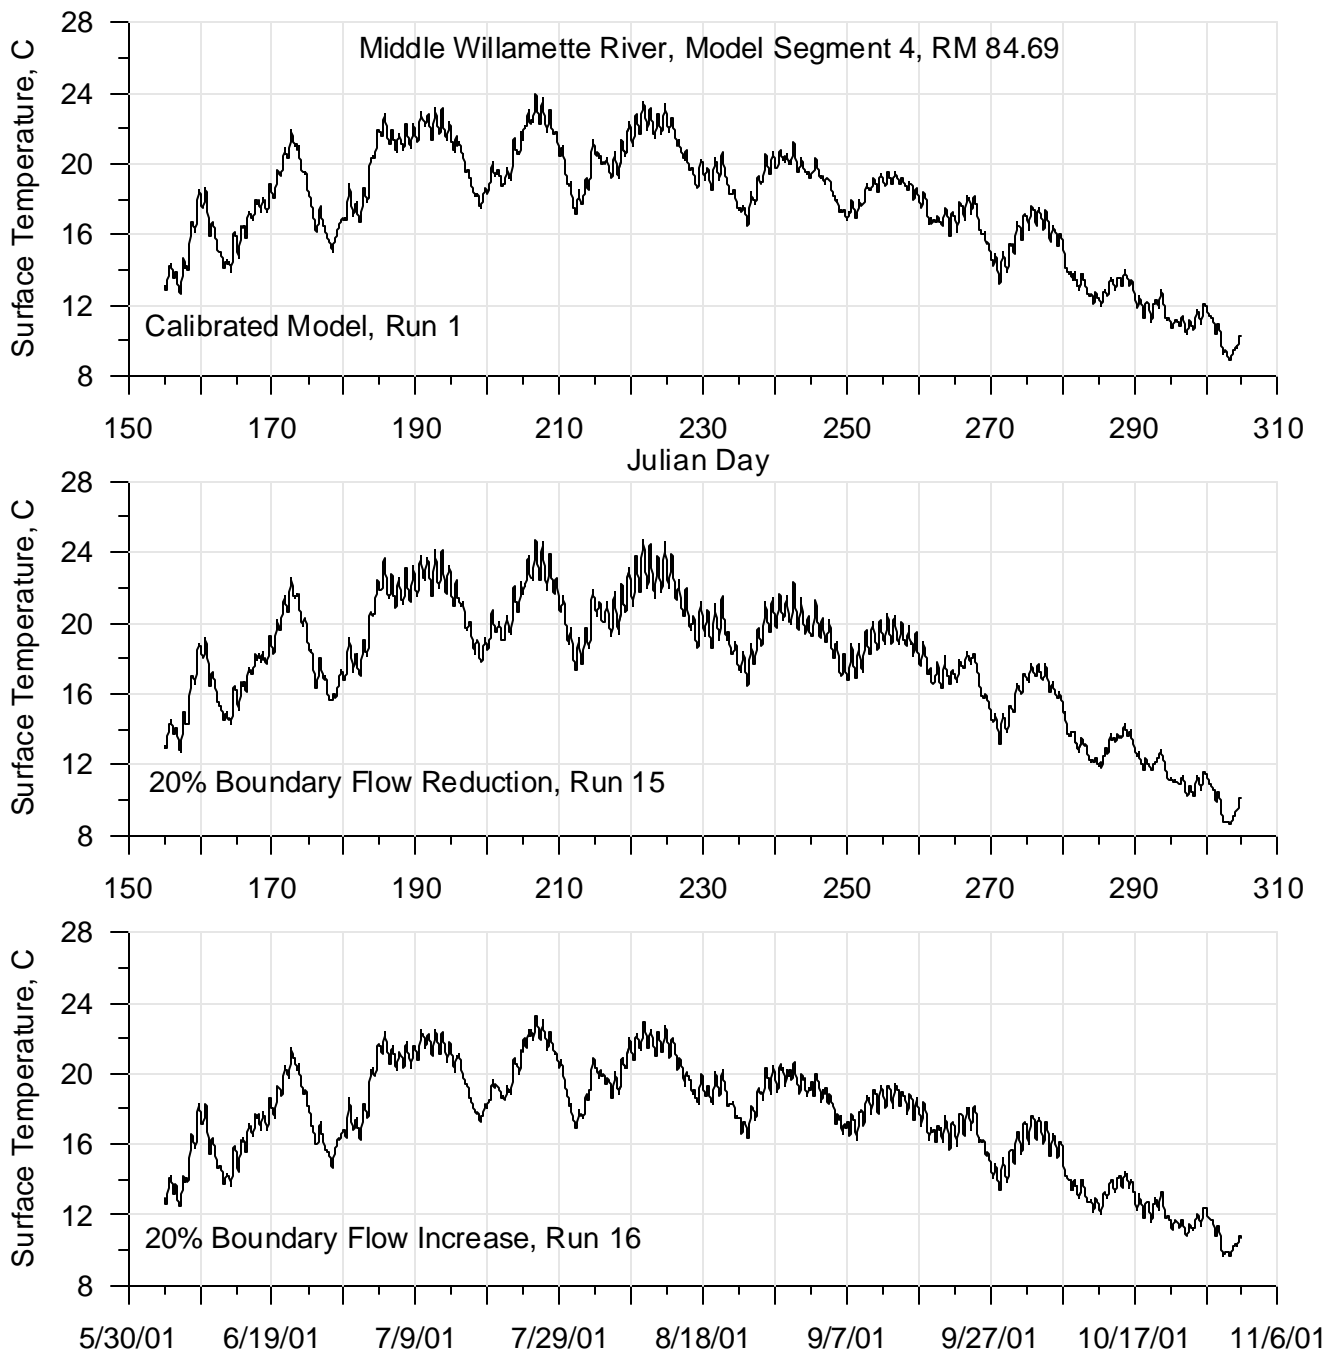 28
Middle Willamette River, Model Segment 4, RM 84.69
24
20
16
12
8
Surface Temperature, C
Calibrated Model, Run 1
150 170 190 210 230 250 270 290 310
Julian Day
28
24
20
16
12
8
Surface Temperature, C
20% Boundary Flow Reduction, Run 15
150 170 190 210 230 250 270 290 310
28
24
20
16
12
8
Surface Temperature, C
20% Boundary Flow Increase, Run 16
5/30/01 6/19/01 7/9/01 7/29/01 8/18/01 9/7/01 9/27/01 10/17/01 11/6/01